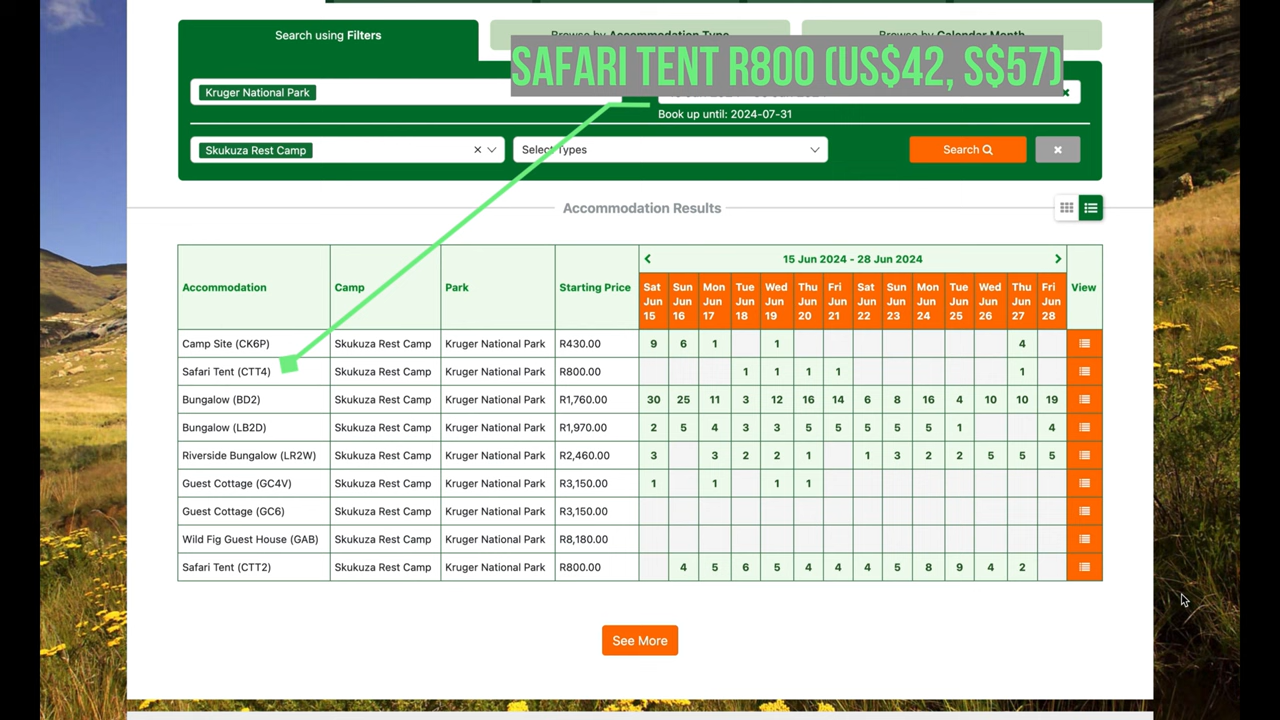 Search using Filters
SAFARI TENT R800 (US$42, S$57)
Kruger National Park
Book up until: 2024-07-31
Skukuza Rest Camp
Select Types
Search
Accommodation Results
Accommodation Camp Park Starting Price 15 Jun 2024 - 28 Jun 2024 View
Sat Sun Mon Tue Wed Thu Fri Sat Sun Mon Tue Wed Thu Fri
Jun Jun Jun Jun Jun Jun Jun Jun Jun Jun Jun Jun Jun Jun
15 16 17 18 19 20 21 22 23 24 25 26 27 28
Camp Site (CK6P) Skukuza Rest Camp Kruger National Park R430.00 9 6 1 1 4
Safari Tent (CTT4) Skukuza Rest Camp Kruger National Park R800.00 1 1 1 1 1
Bungalow (BD2) Skukuza Rest Camp Kruger National Park R1,760.00 30 25 11 3 12 16 14 6 8 16 4 10 10 19
Bungalow (LB2D) Skukuza Rest Camp Kruger National Park R1,970.00 2 5 4 3 3 5 5 5 5 5 1 4
Riverside Bungalow (LR2W) Skukuza Rest Camp Kruger National Park R2,460.00 3 3 2 2 1 1 3 2 2 5 5 5
Guest Cottage (GC4V) Skukuza Rest Camp Kruger National Park R3,150.00 1 1 1 1
Guest Cottage (GC6) Skukuza Rest Camp Kruger National Park R3,150.00
Wild Fig Guest House (GAB) Skukuza Rest Camp Kruger National Park R8,180.00
Safari Tent (CTT2) Skukuza Rest Camp Kruger National Park R800.00 4 5 6 5 4 4 4 5 8 9 4 2
See More